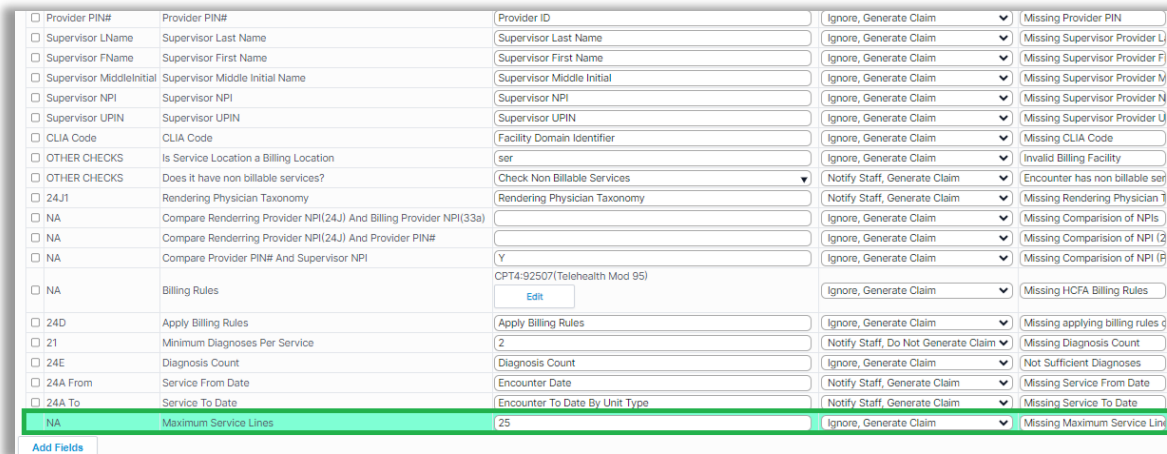 Provider PIN# Provider PIN# Provider ID Ignore, Generate Claim Missing Provider PIN
Supervisor LName Supervisor Last Name Supervisor Last Name Ignore, Generate Claim Missing Supervisor Provider
Supervisor FName Supervisor First Name Supervisor First Name Ignore, Generate Claim Missing Supervisor Provider
Supervisor MiddleInitial Supervisor Middle Initial Name Supervisor Middle Initial Ignore, Generate Claim Missing Supervisor Provider
Supervisor NPI Supervisor NPI Supervisor NPI Ignore, Generate Claim Missing Supervisor Provider
Supervisor UPIN Supervisor UPIN Supervisor UPIN Ignore, Generate Claim Missing Supervisor Provider
CLIA Code CLIA Code Facility Domain Identifier Ignore, Generate Claim Missing CLIA Code
OTHER CHECKS Is Service Location a Billing Location ser Ignore, Generate Claim Invalid Billing Facility
OTHER CHECKS Does it have non billable services? Check Non Billable Services Notify Staff, Generate Claim Encounter has non billable ser
24J1 Rendering Physician Taxonomy Rendering Physician Taxonomy Notify Staff, Generate Claim Missing Rendering Physician
NA Compare Renderring Provider NPI(24J) And Billing Provider NPI(33a) Ignore, Generate Claim Missing Comparision of NPIs
NA Compare Renderring Provider NPI(24J) And Provider PIN# Ignore, Generate Claim Missing Comparision of NPI (2
NA Compare Provider PIN# And Supervisor NPI Y Ignore, Generate Claim Missing Comparision of NPI (P
CPT4:92507(Telehealth Mod 95)
NA Billing Rules Edit Ignore, Generate Claim Missing HCFA Billing Rules
24D Apply Billing Rules Apply Billing Rules Ignore, Generate Claim Missing applying billing rules
21 Minimum Diagnoses Per Service 2 Notify Staff, Do Not Generate Claim Missing Diagnosis Count
24E Diagnosis Count Diagnosis Count Ignore, Generate Claim Not Sufficient Diagnoses
24A From Service From Date Encounter Date Notify Staff, Generate Claim Missing Service From Date
24A To Service To Date Encounter To Date By Unit Type Notify Staff, Generate Claim Missing Service To Date
NA Maximum Service Lines 25 Ignore, Generate Claim Missing Maximum Service Line
Add Fields